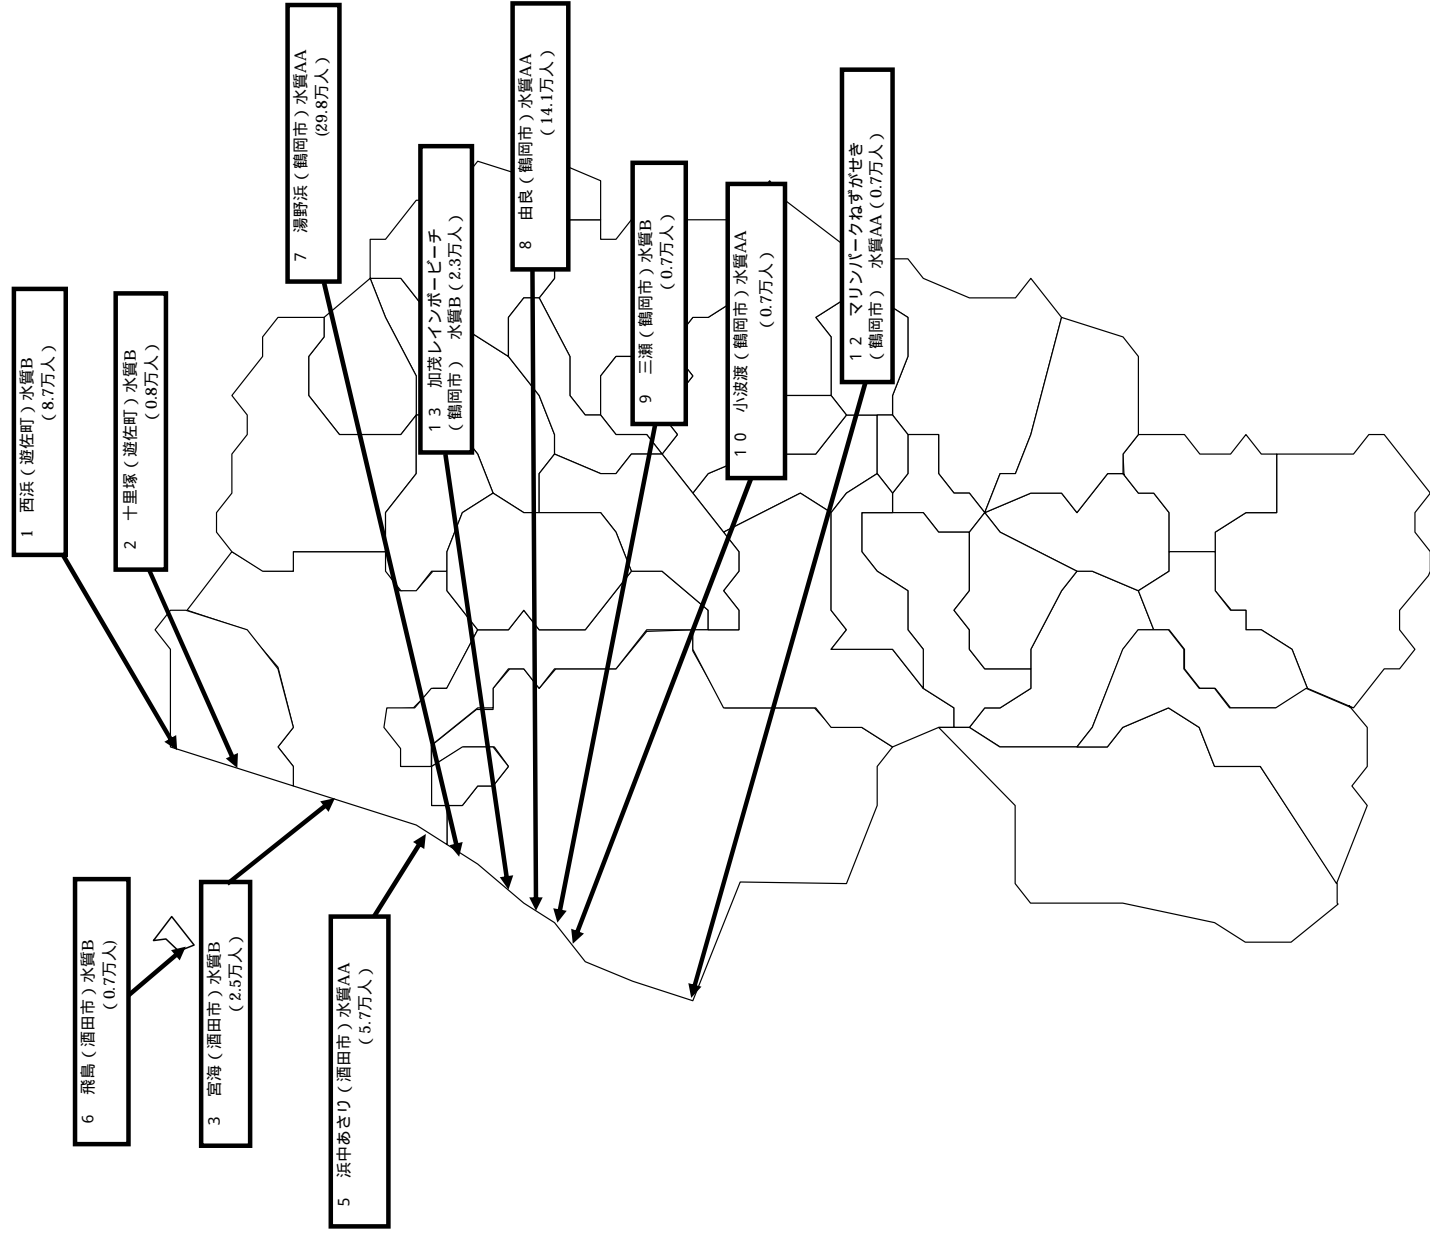 1　西浜（遊佐町）水質B
（8.7万人）
2　十里塚（遊佐町）水質B
（0.8万人）
6　飛島（酒田市）水質B
（0.7万人)
3　宮海（酒田市）水質B
（2.5万人）
5　浜中あさり（酒田市）水質AA
（5.7万人）
7　湯野浜（鶴岡市）水質AA
(29.8万人）
13　加茂レインボービーチ
（鶴岡市）　水質B（2.3万人）
8　由良（鶴岡市）水質AA
（14.1万人）
9　三瀬（鶴岡市）水質B
（0.7万人）
10　小波渡（鶴岡市）水質AA
（0.7万人）
12　マリンパークねずがせき
（鶴岡市）　水質AA（0.7万人）